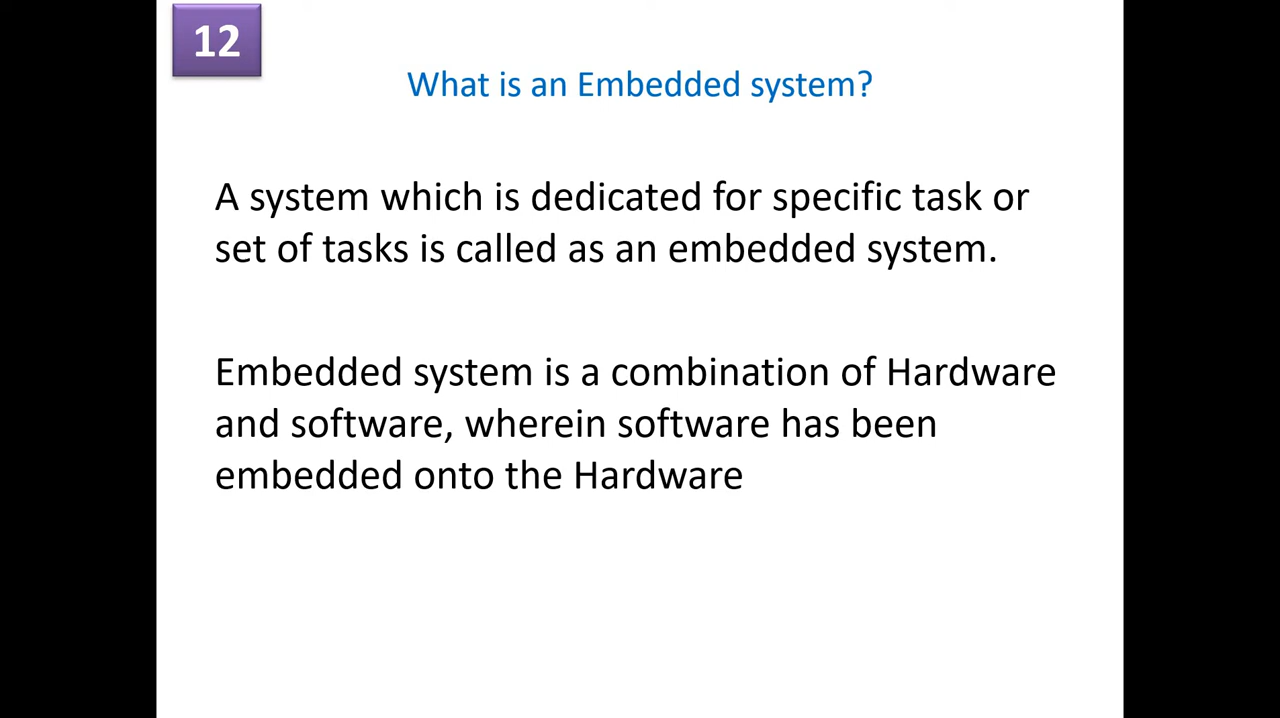 12
What is an Embedded system?
A system which is dedicated for specific task or
set of tasks is called as an embedded system.
Embedded system is a combination of Hardware
and software, wherein software has been
embedded onto the Hardware